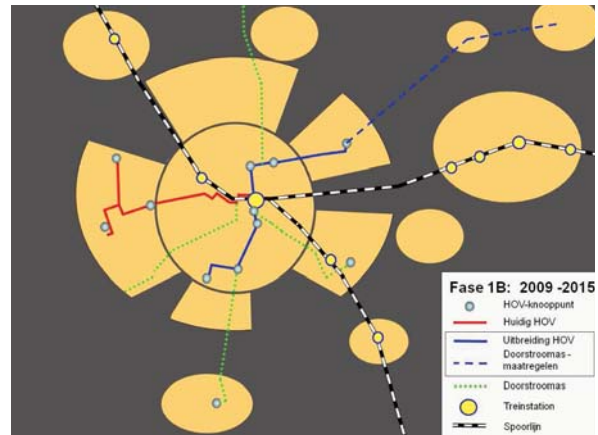 Fase 1B: 2009 -2015
HOV-knooppunt
Huidig HOV
Uitbreiding HOV
Doorstroomas-
maatregelen
Doorstroomas
Treinstation
Spoorlijn